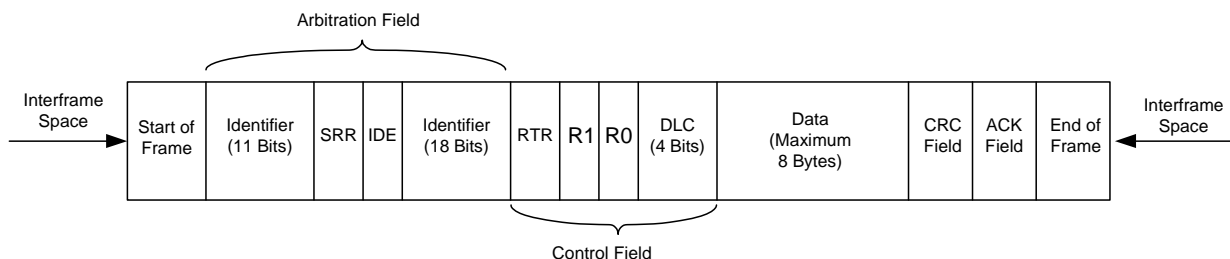 Arbitration Field
Interframe
Space
Start of
Frame
Identifier
(11 Bits)
SRR
IDE
Identifier
(18 Bits)
RTR
R1
R0
DLC
(4 Bits)
Data
(Maximum
8 Bytes)
CRC
Field
ACK
Field
End of
Frame
Interframe
Space
Control Field